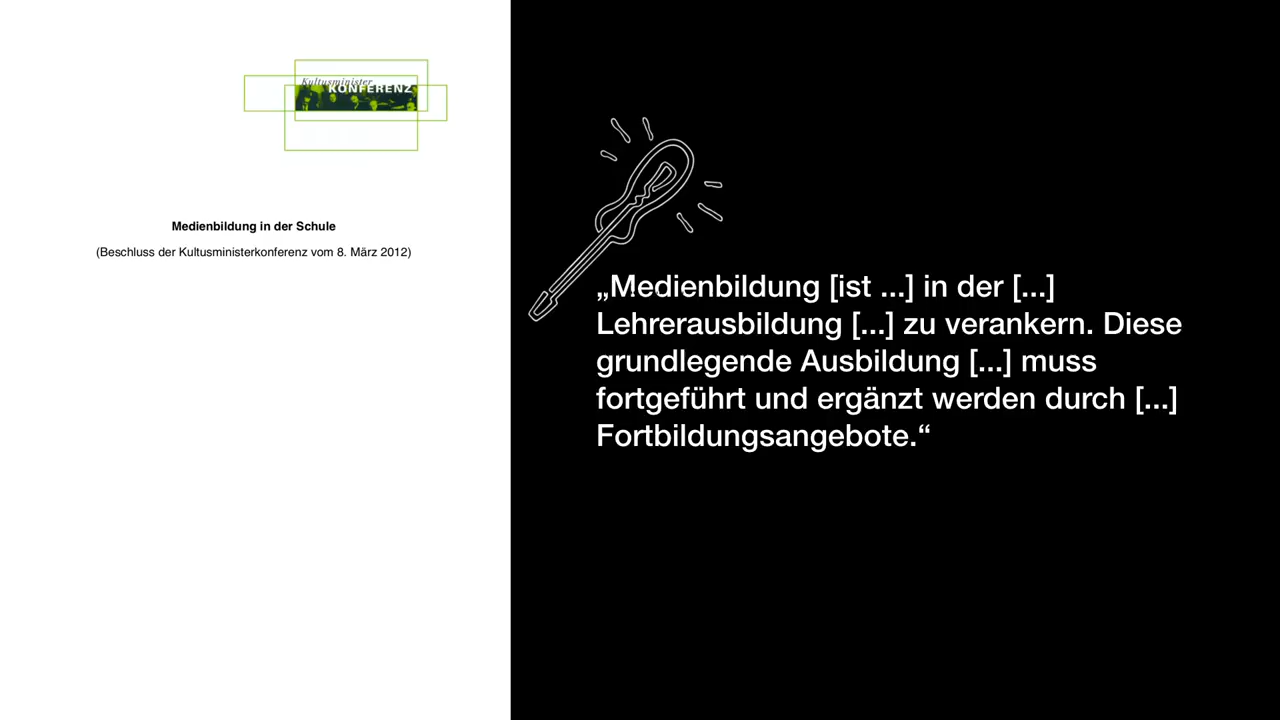 Kultusminister
KONFERENZ
Medienbildung in der Schule
(Beschluss der Kultusministerkonferenz vom 8. März 2012)
„Medienbildung [ist ...] in der [...]
Lehrerausbildung [...] zu verankern. Diese
grundlegende Ausbildung [...] muss
fortgeführt und ergänzt werden durch [...]
Fortbildungsangebote.“